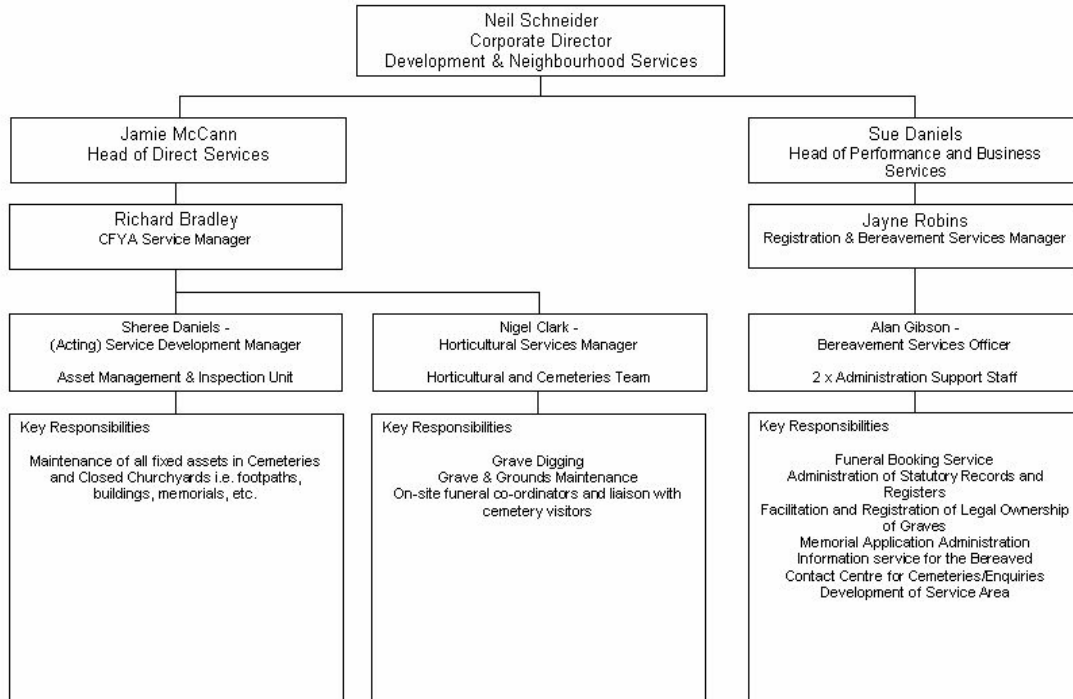 Neil Schneider
Corporate Director
Development & Neighbourhood Services
Jamie McCann
Head of Direct Services
Sue Daniels
Head of Performance and Business
Services
Richard Bradley
CFYA Service Manager
Jayne Robins
Registration & Bereavement Services Manager
Sheree Daniels -
(Acting) Service Development Manager
Asset Management & Inspection Unit
Nigel Clark -
Horticultural Services Manager
Horticultural and Cemeteries Team
Alan Gibson -
Bereavement Services Officer
2 x Administration Support Staff
Key Responsibilities
Maintenance of all fixed assets in Cemeteries
and Closed Churchyards i.e. footpaths,
buildings, memorials, etc.
Key Responsibilities
Grave Digging
Grave & Grounds Maintenance
On-site funeral co-ordinators and liaison with
cemetery visitors
Key Responsibilities
Funeral Booking Service
Administration of Statutory Records and
Registers
Facilitation and Registration of Legal Ownership
of Graves
Memorial Application Administration
Information service for the Bereaved
Contact Centre for Cemeteries/Enquiries
Development of Service Area